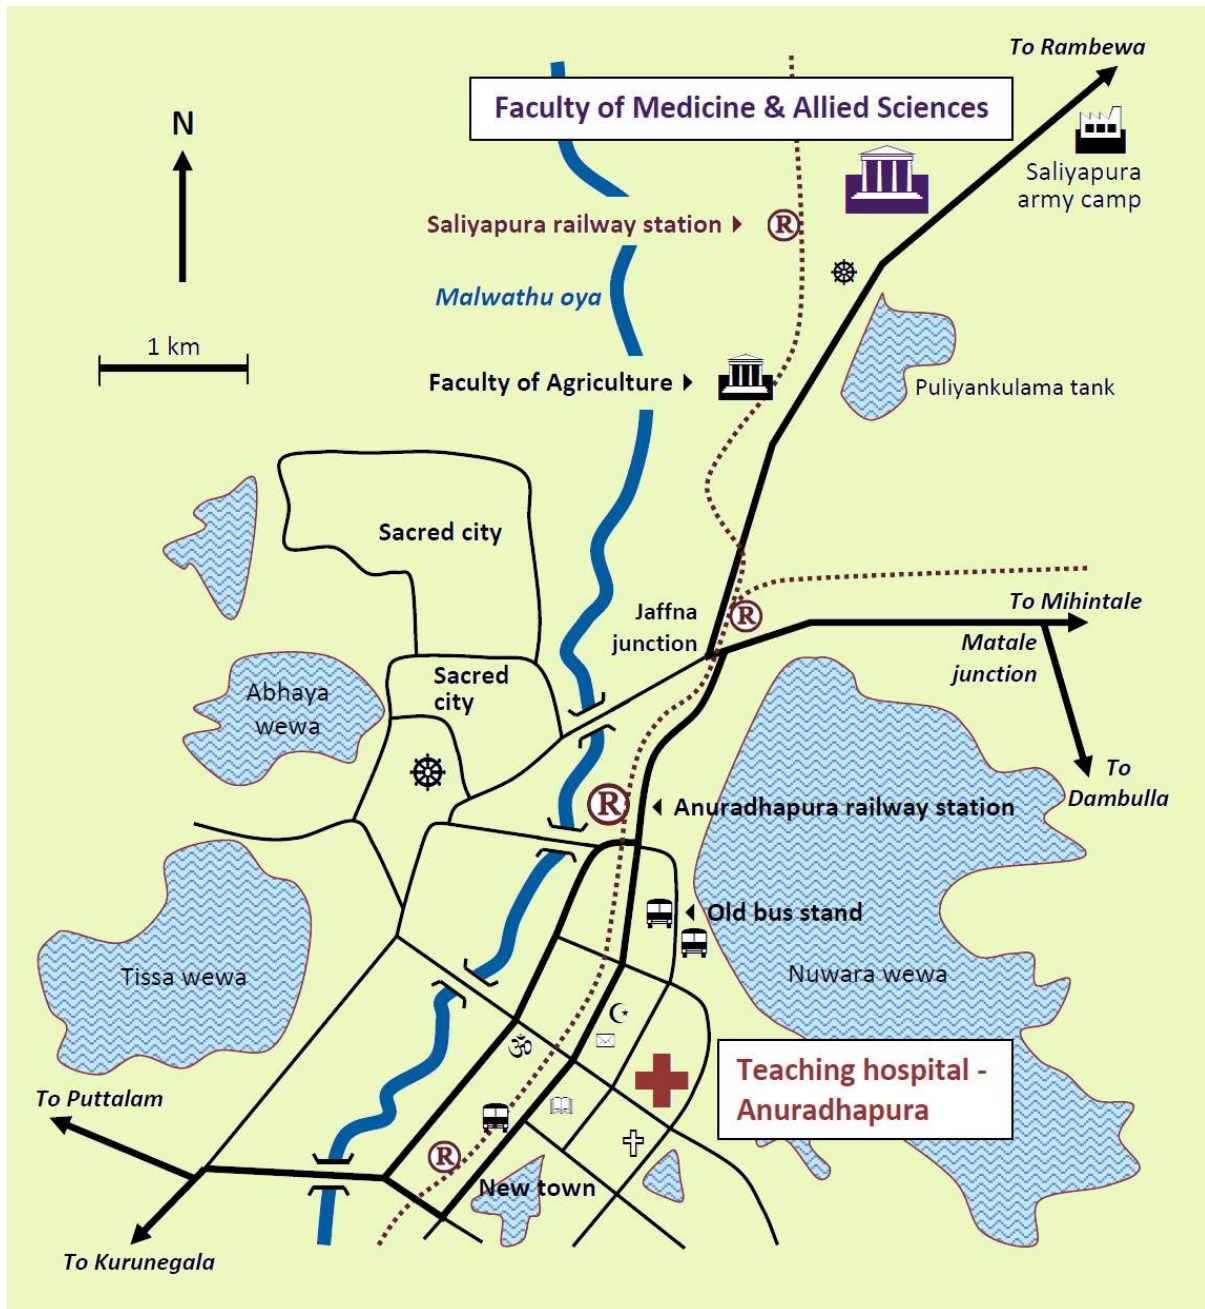 To Rambewa
Faculty of Medicine & Allied Sciences
N
Saliyapura
army camp
Saliyapura railway station
R
Malwathu oya
1 km
Faculty of Agriculture
Puliyankulama tank
Sacred city
Jaffna
junction
R
To Mihintale
Matale
junction
Sacred
city
Abhaya
wewa
To
Dambulla
R
Anuradhapura railway station
Old bus stand
Tissa wewa
Nuwara wewa
ॐ
Teaching hospital -
Anuradhapura
To Puttalam
R
New town
To Kurunegala